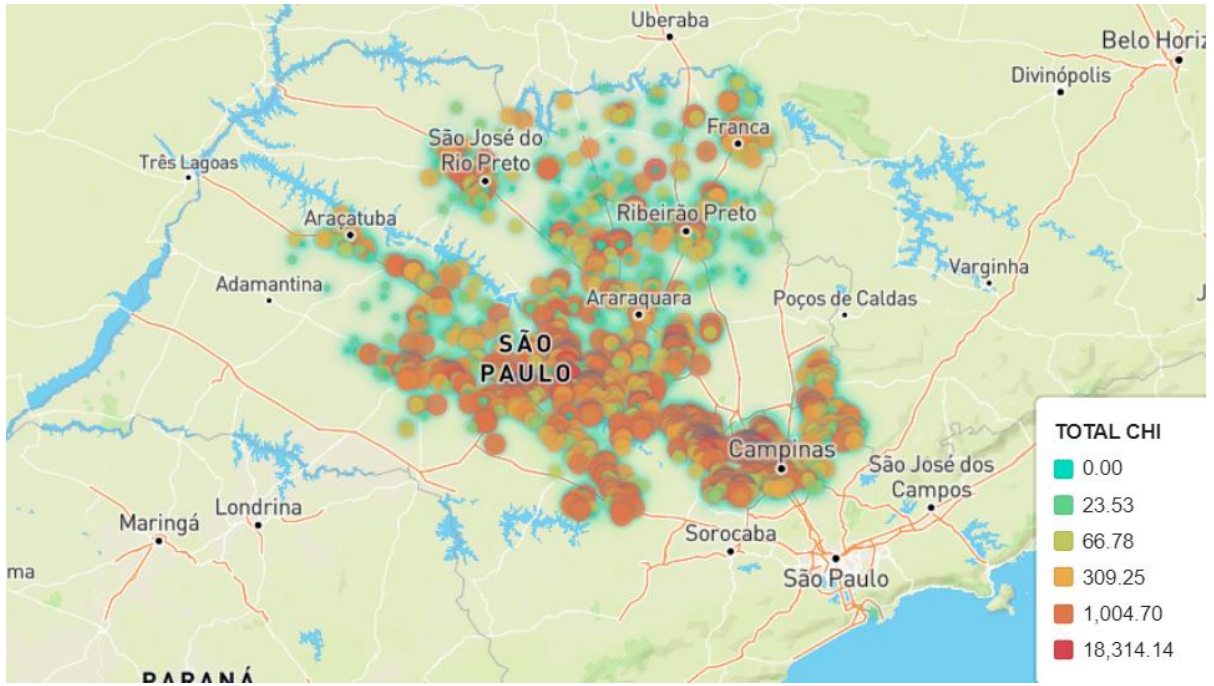 Uberaba
Belo Horiz
Divinópolis
Franca
São José do
Rio Preto
Três Lagoas
Araçatuba
Ribeirão Preto
Adamantina
Varginha
Araraquara
Poços de Caldas
J
SÃO
PAULO
Campinas
São José dos
Campos
Londrina
Maringá
Sorocaba
São Paulo
ma
PARANÁ
TOTAL CHI
0.00
23.53
66.78
309.25
1,004.70
18,314.14